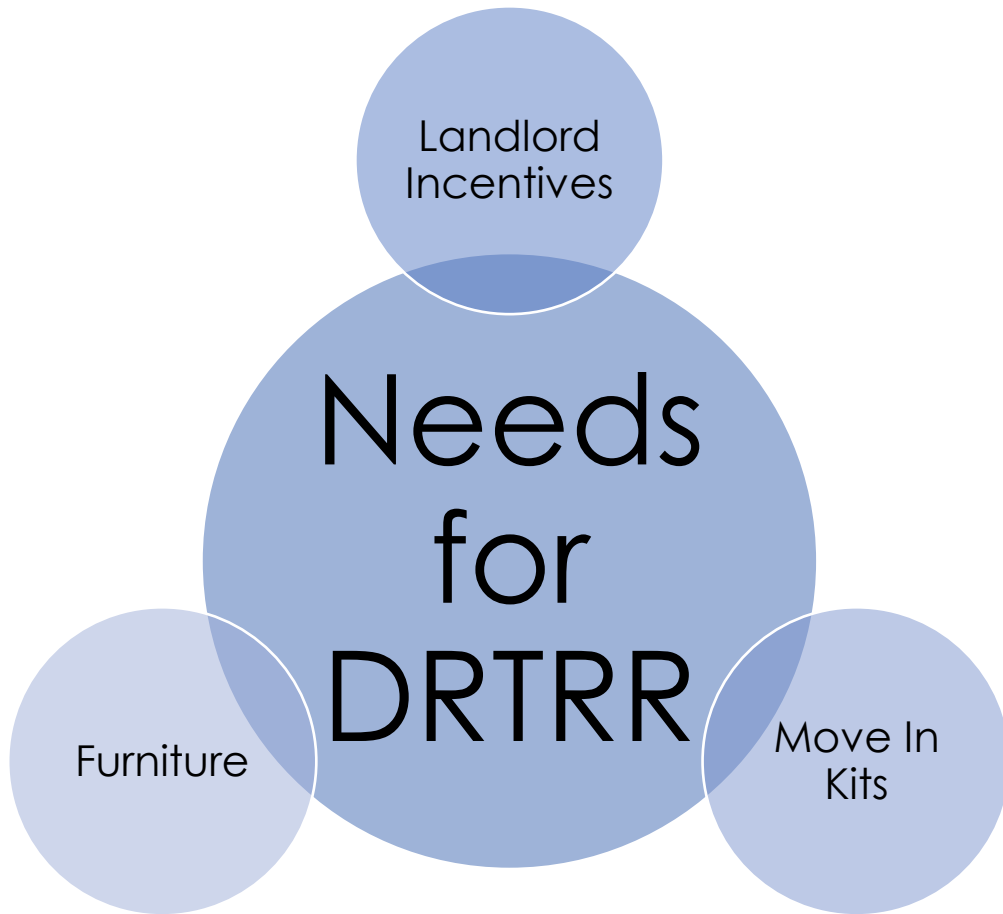 Landlord
Incentives
Needs
for
DRTRR
Furniture
Move In
Kits